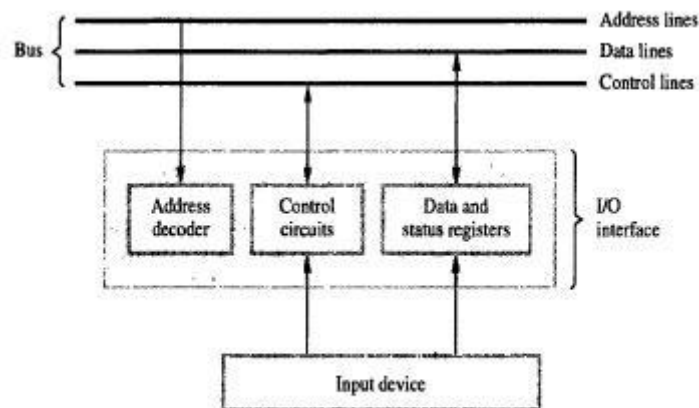 Address lines
Bus
Data lines
Control lines
Address
decoder
Control
circuits
Data and
status registers
I/O
interface
Input device